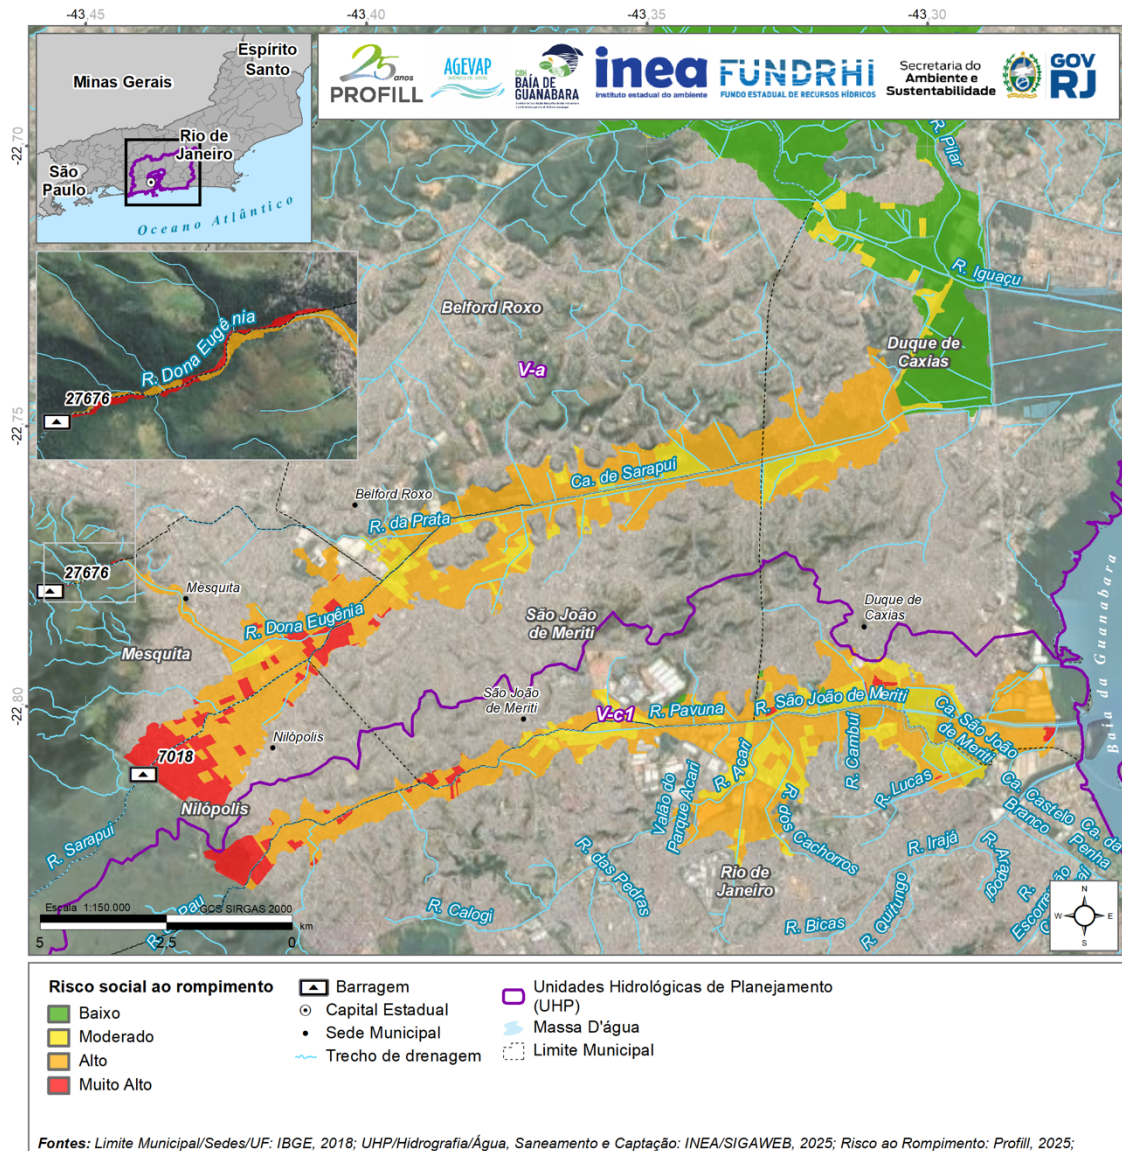 -43,45
-43,40
-43,35
-43,30
22,70
22,75
22,80
Minas Gerais
Espírito
Santo
Rio de
Janeiro
São
Paulo
Oceano Atlântico
25 anos
PROFILL
AGEVAP
CBH
BAÍA DE
GUANABARA
inea
instituto estadual do ambiente
FUNDRHI
FUNDO ESTADUAL DE RECURSOS HÍDRICOS
Secretaria do
Ambiente e
Sustentabilidade
GOV
RJ
R. Pilar
R. Iguaçu
Belford Roxo
V-a
Duque de
Caxias
R. Dona Eugênia
27676
Ca. de Sarapuí
Belford Roxo
R. da Prata
27676
Mesquita
R. Dona Eugênia
Mesquita
São João
de Meriti
Duque de
Caxias
Baía da Guanabara
São João
de Meriti
V-c1
R. Pavuna
R. São João de Meriti
Ca. São João
de Meriti
Nilópolis
7018
Nilópolis
R. Sarapuí
Valão do
Parque Acari
R. Acari
R. Cambuí
R. Lucas
R. dos Cachorros
Ca. Castelo
Branco
Ca. da
Penha
R. das Pedras
Rio de
Janeiro
R. Irajá
R. Arapogi
R. Calogi
R. Bicas
R. Quitungo
R.
Pau
Escala 1:150.000
GCS SIRGAS 2000
5
2,5
0
km
N
W
E
S
Risco social ao rompimento
Baixo
Moderado
Alto
Muito Alto
Barragem
Capital Estadual
Sede Municipal
Trecho de drenagem
Unidades Hidrológicas de Planejamento
(UHP)
Massa D'água
Limite Municipal
Fontes: Limite Municipal/Sedes/UF: IBGE, 2018; UHP/Hidrografia/Água, Saneamento e Captação: INEA/SIGAWEB, 2025; Risco ao Rompimento: Profill, 2025;